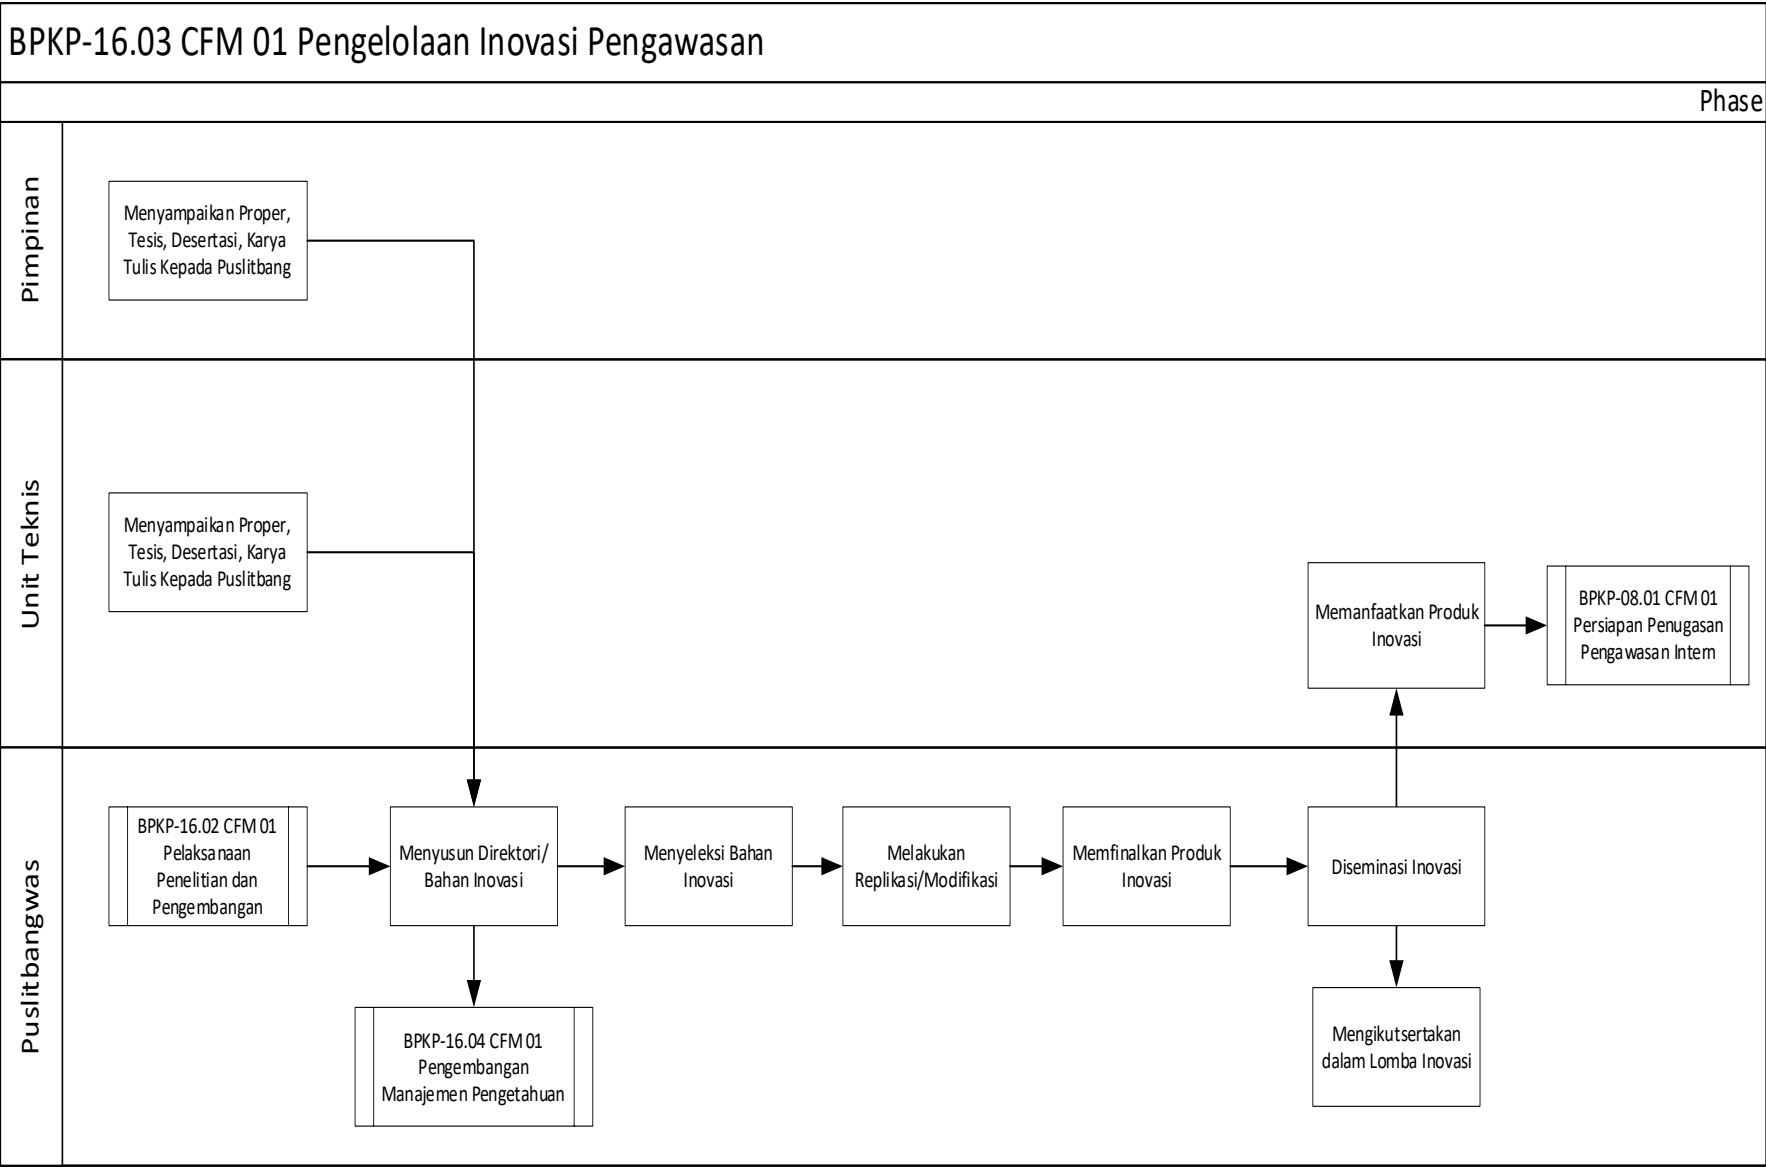 BPKP-16.03 CFM 01 Pengelolaan Inovasi Pengawasan
Phase
Pimpinan
Menyampaikan Proper,
Tesis, Desertasi, Karya
Tulis Kepada Puslitbang
Unit Teknis
Menyampaikan Proper,
Tesis, Desertasi, Karya
Tulis Kepada Puslitbang
Memanfaatkan Produk
Inovasi
BPKP-08.01 CFM 01
Persiapan Penugasan
Pengawasan Intern
Puslitbangwas
BPKP-16.02 CFM 01
Pelaksanaan
Penelitian dan
Pengembangan
Menyusun Direktori/
Bahan Inovasi
Menyeleksi Bahan
Inovasi
Melakukan
Replikasi/Modifikasi
Memfinalkan Produk
Inovasi
Diseminasi Inovasi
BPKP-16.04 CFM 01
Pengembangan
Manajemen Pengetahuan
Mengikutsertakan
dalam Lomba Inovasi